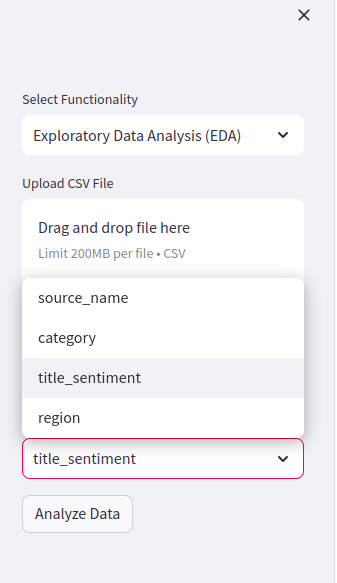 Select Functionality
Exploratory Data Analysis (EDA)
Upload CSV File
Drag and drop file here
Limit 200MB per file • CSV
source_name
category
title_sentiment
region
title_sentiment
Analyze Data